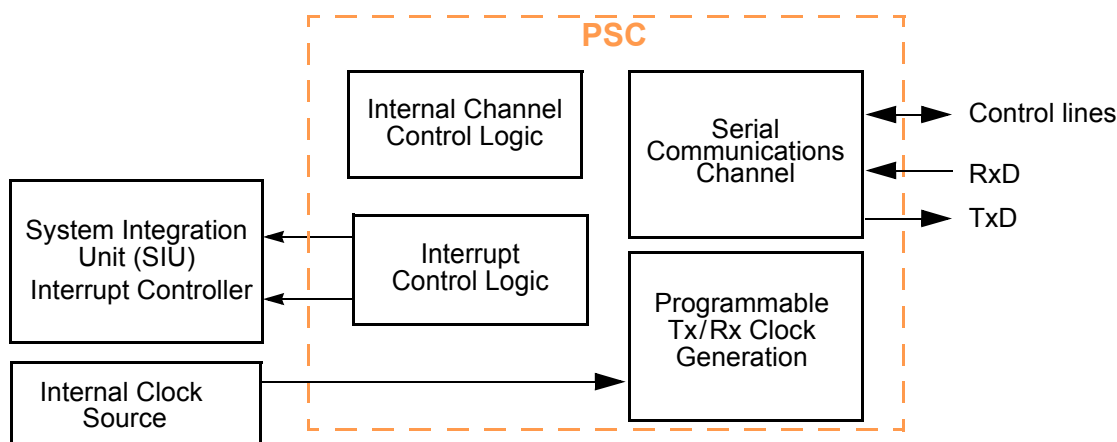 PSC
Internal Channel
Control Logic
Serial
Communications
Channel
Control lines
RxD
TxD
System Integration
Unit (SIU)
Interrupt Controller
Interrupt
Control Logic
Programmable
Tx/Rx Clock
Generation
Internal Clock
Source